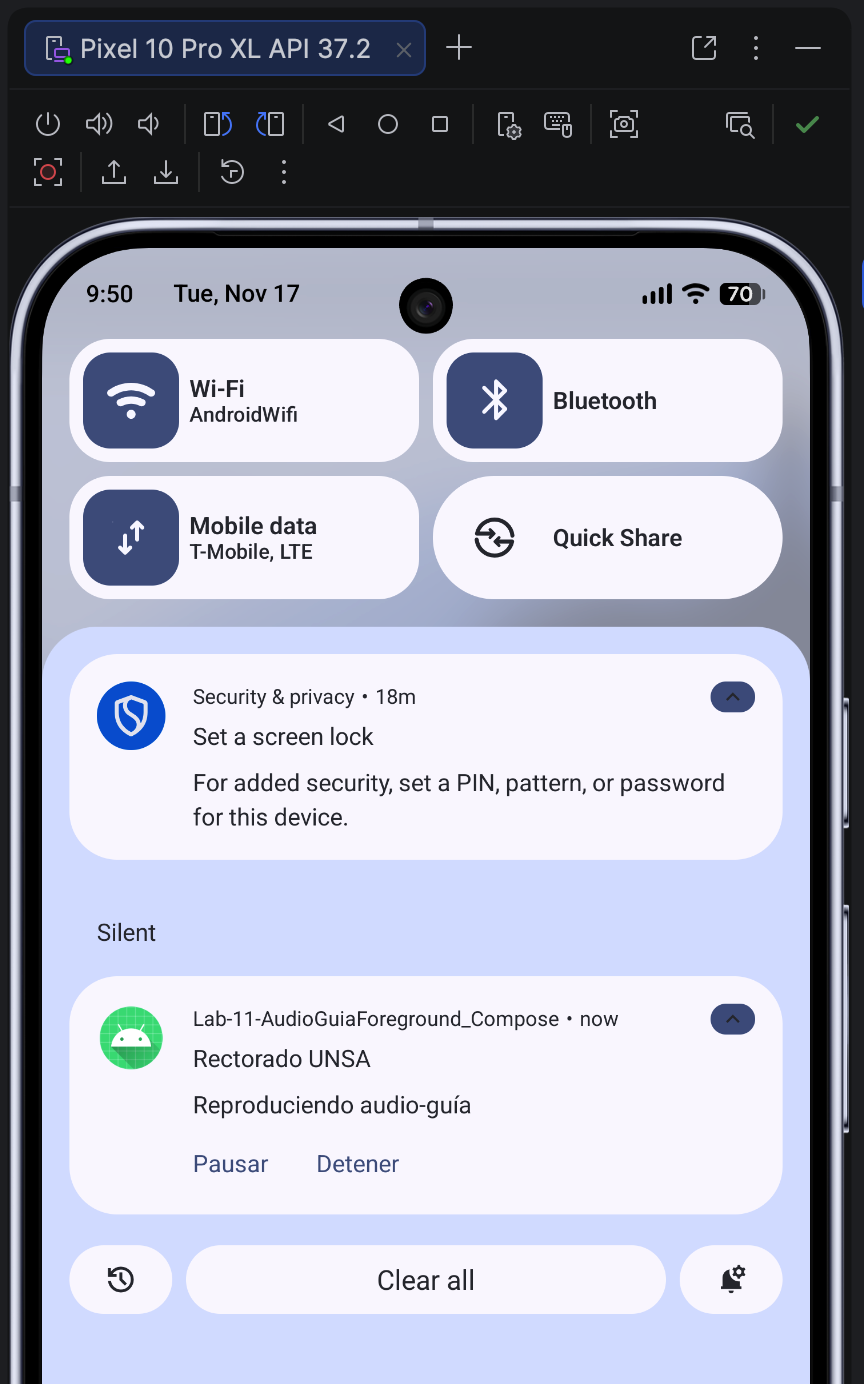 Pixel 10 Pro XL API 37.2
9:50 Tue, Nov 17 70
Wi-Fi
AndroidWifi
Bluetooth
Mobile data
T-Mobile, LTE
Quick Share
Security & privacy • 18m
Set a screen lock
For added security, set a PIN, pattern, or password
for this device.
Silent
Lab-11-AudioGuiaForeground_Compose • now
Rectorado UNSA
Reproduciendo audio-guía
Pausar Detener
Clear all